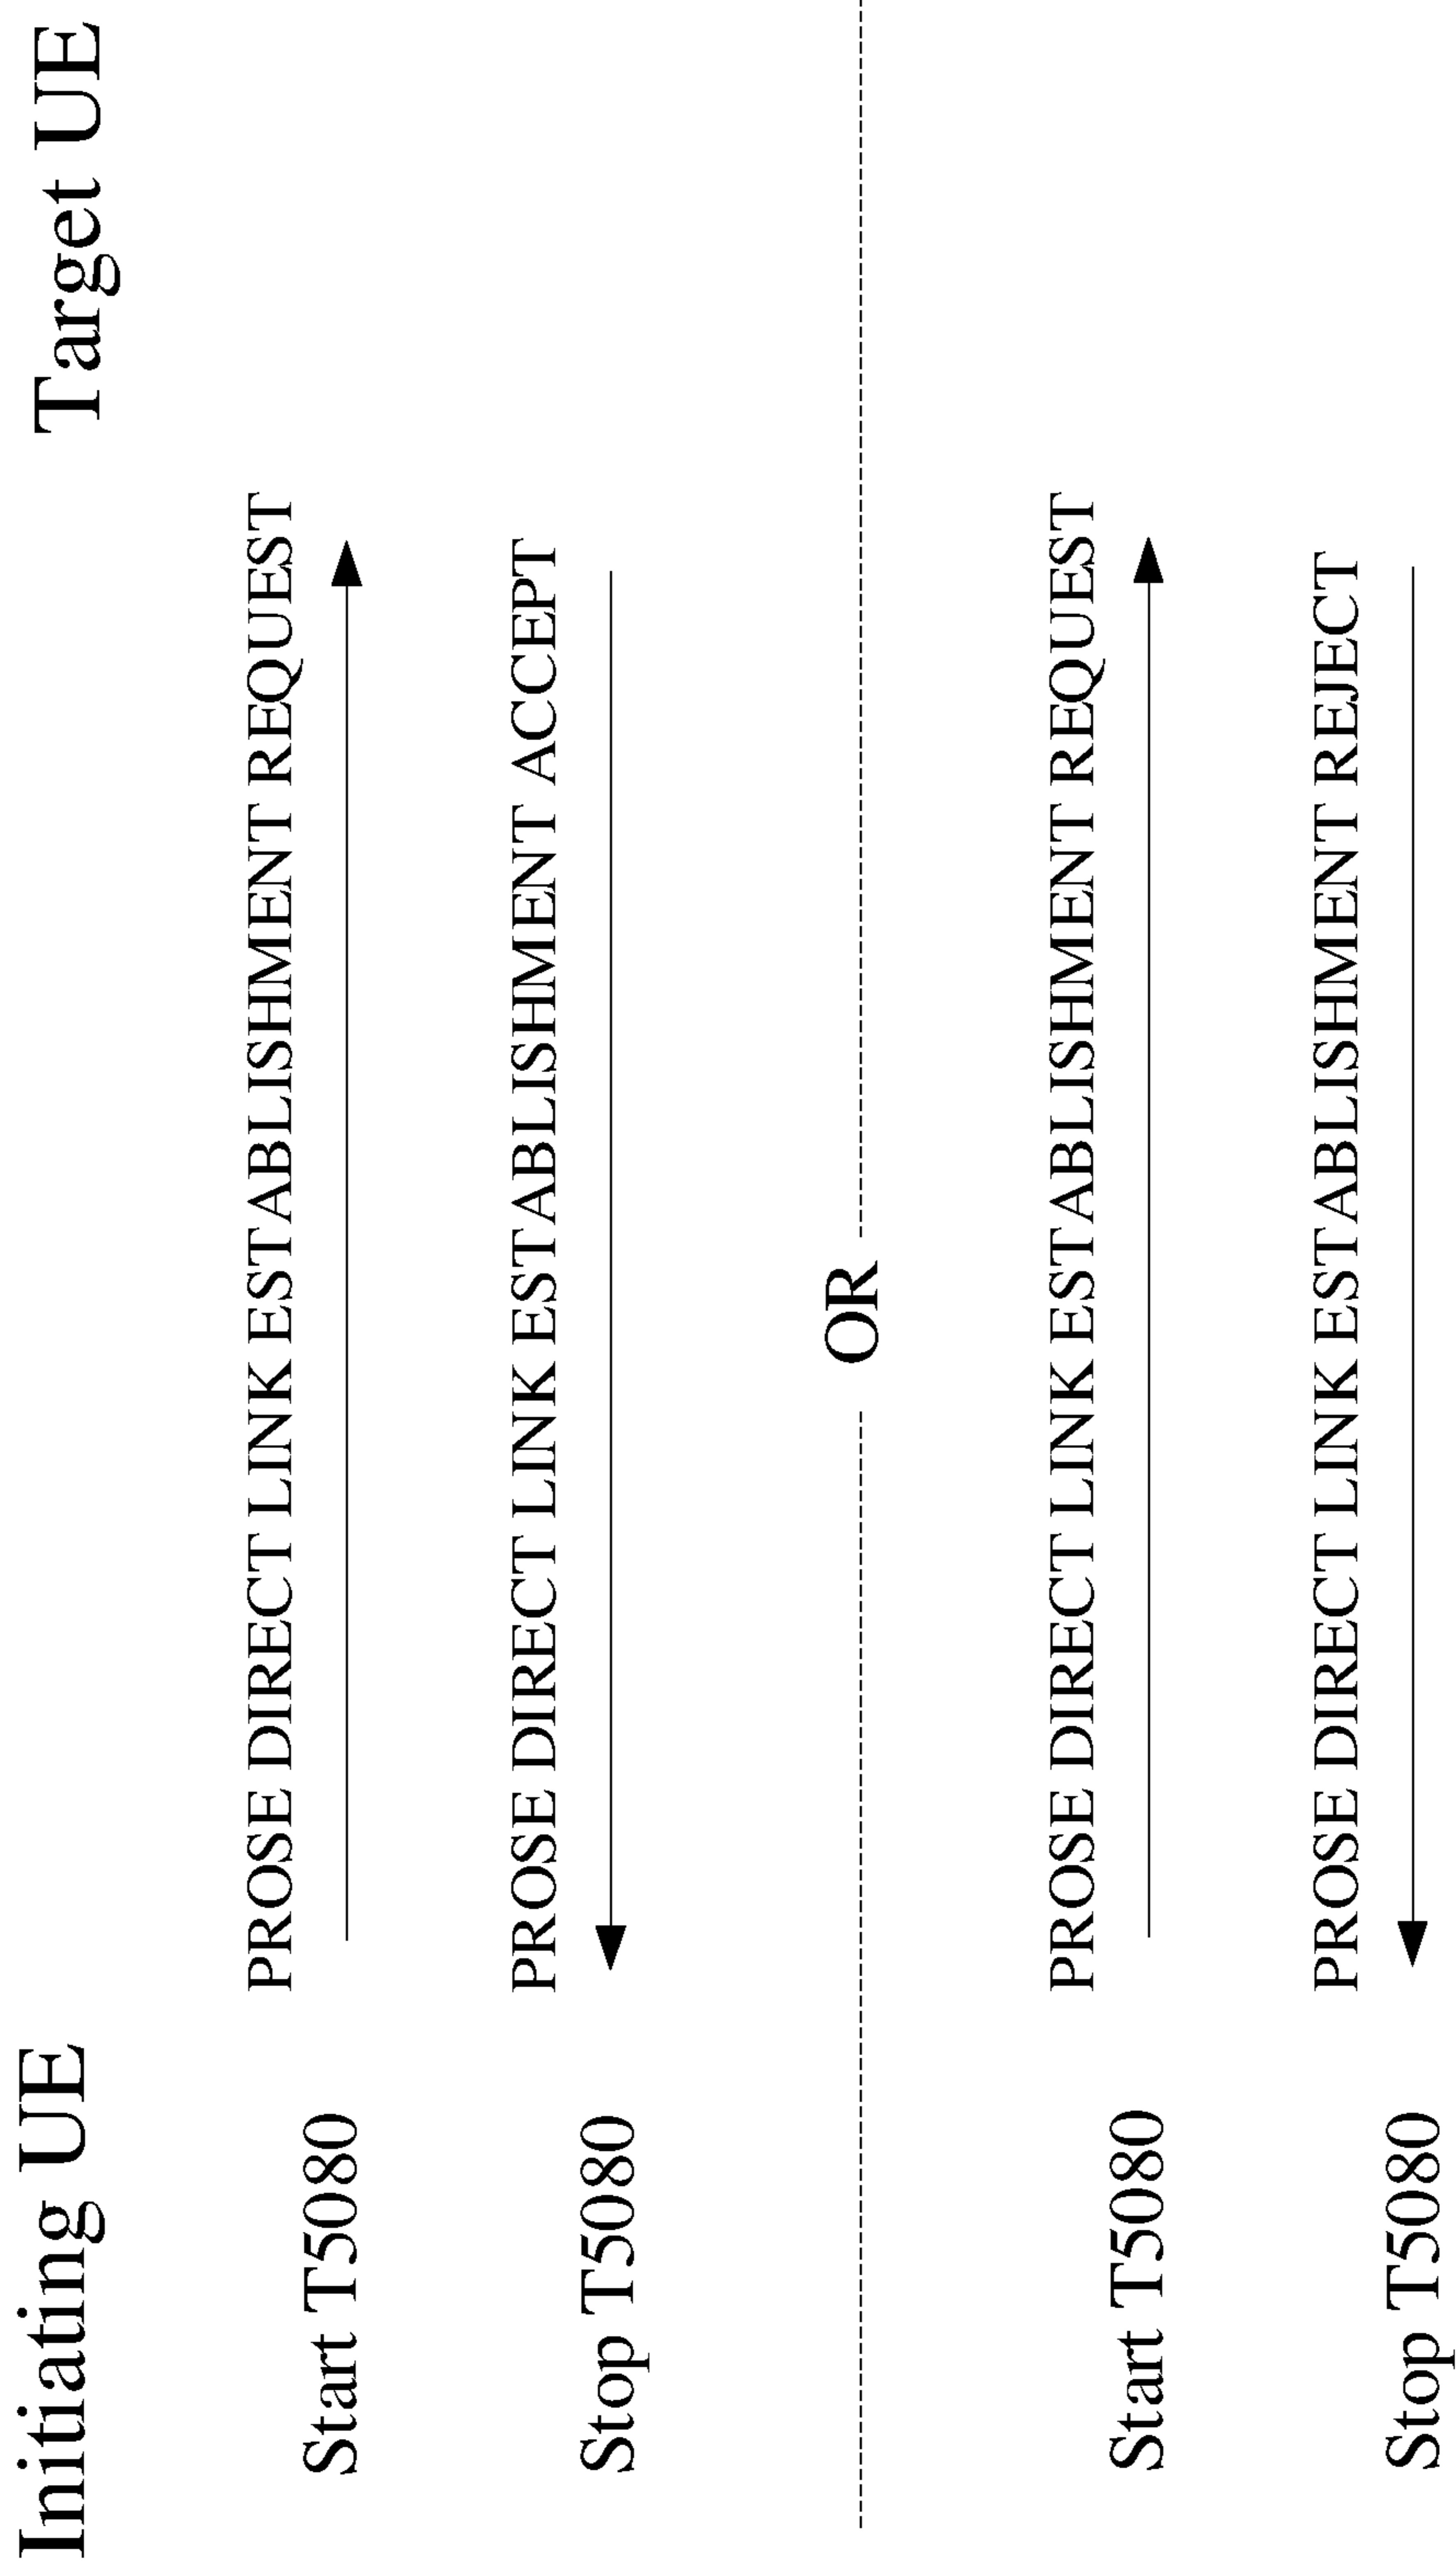 Initiating UE
Target UE
PROSE DIRECT LINK ESTABLISHMENT REQUEST
Start T5080
PROSE DIRECT LINK ESTABLISHMENT ACCEPT
Stop T5080
OR
PROSE DIRECT LINK ESTABLISHMENT REQUEST
Start T5080
PROSE DIRECT LINK ESTABLISHMENT REJECT
Stop T5080